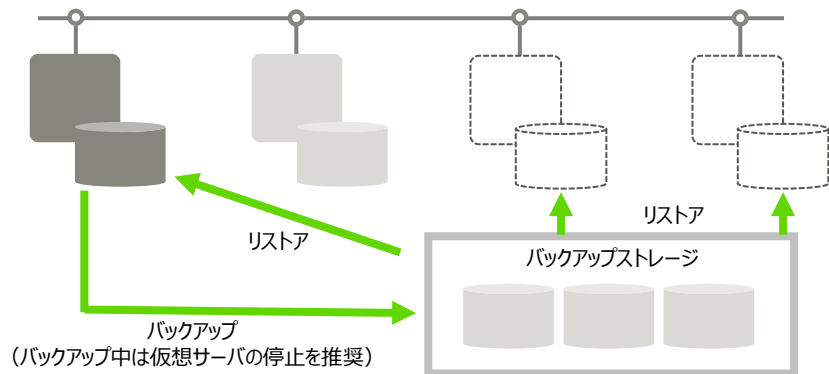 リストア
リストア
バックアップストレージ
バックアップ
（バックアップ中は仮想サーバの停止を推奨）